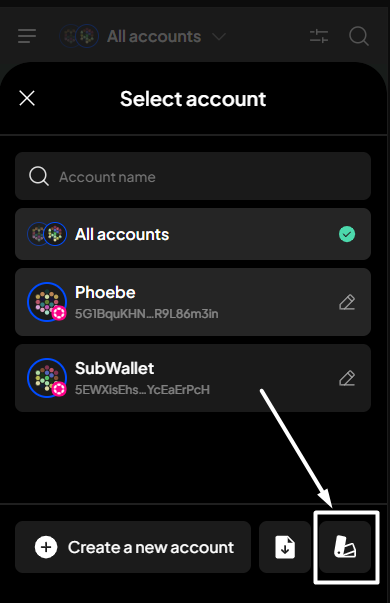 All accounts
Select account
Account name
All accounts
Phoebe
5G1BquKHN...R9L86m3in
SubWallet
5EWXisEhs...YcEaErPcH
Create a new account